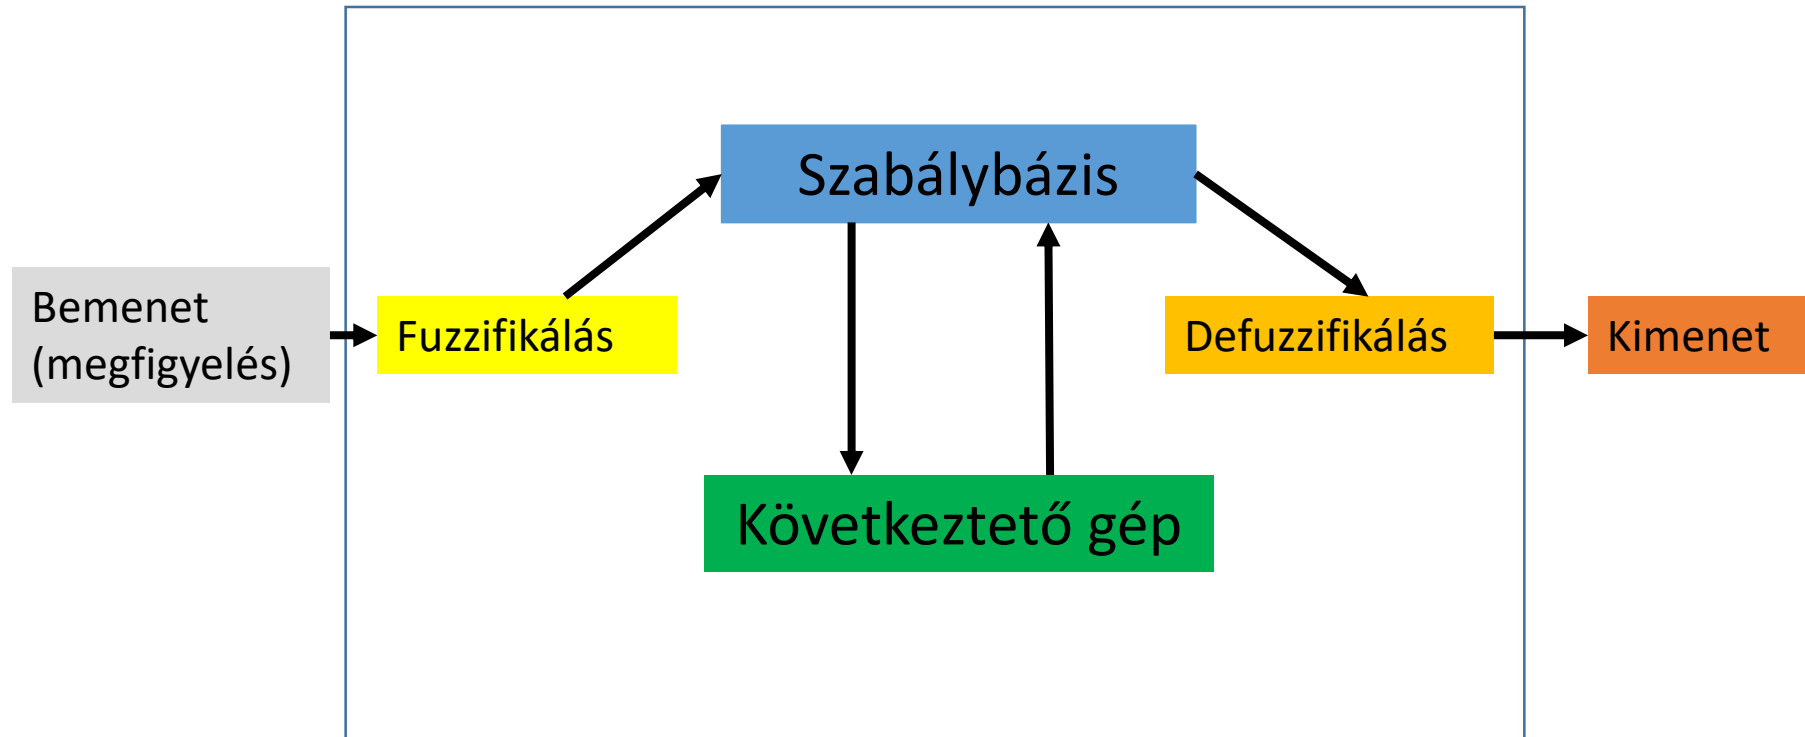 Szabálybázis
Bemenet
(megfigyelés)
Fuzzifikálás
Defuzzifikálás
Kimenet
Következtető gép